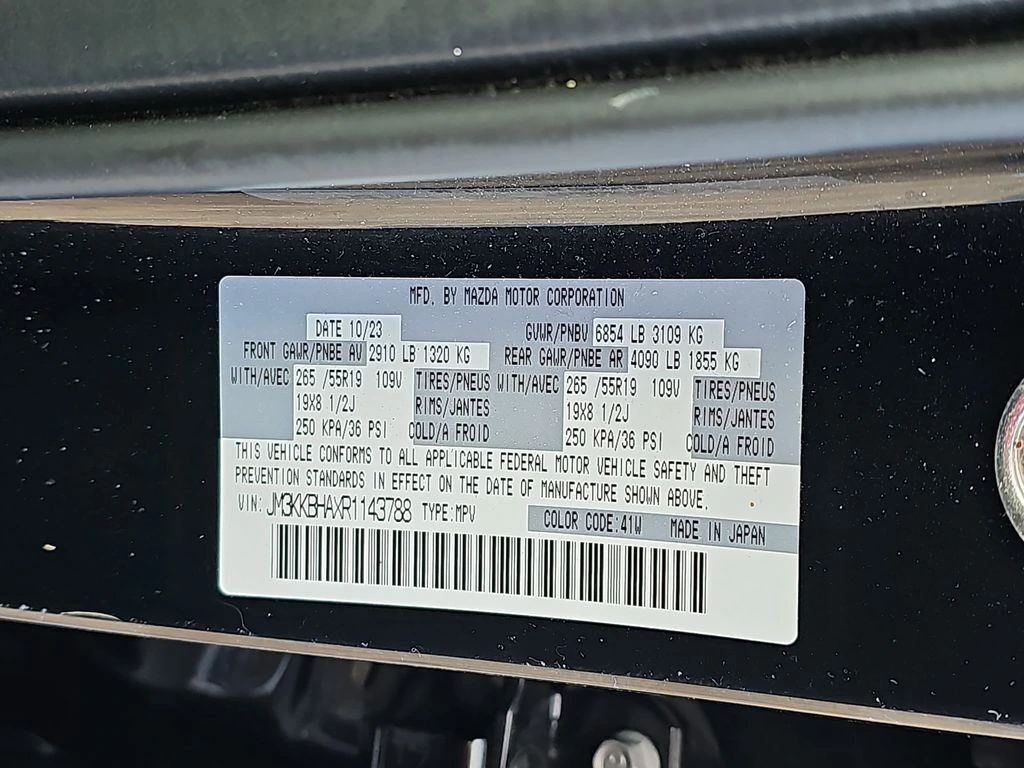 MFD. BY MAZDA MOTOR CORPORATION
DATE 10/23 GVWR/PNBV 6854 LB 3109 KG
FRONT GAWR/PNBE AV 2910 LB 1320 KG REAR GAWR/PNBE AR 4090 LB 1855 KG
WITH/AVEC 265 /55R19 109V TIRES/PNEUS WITH/AVEC 265 /55R19 109V TIRES/PNEUS
19X8 1/2J RIMS/JANTES 19X8 1/2J RIMS/JANTES
250 KPA/36 PSI COLD/A FROID 250 KPA/36 PSI COLD/A FROID
THIS VEHICLE CONFORMS TO ALL APPLICABLE FEDERAL MOTOR VEHICLE SAFETY AND THEFT
PREVENTION STANDARDS IN EFFECT ON THE DATE OF MANUFACTURE SHOWN ABOVE.
VIN: JM3KKBHAXR1143788 TYPE:MPV COLOR CODE:41W MADE IN JAPAN